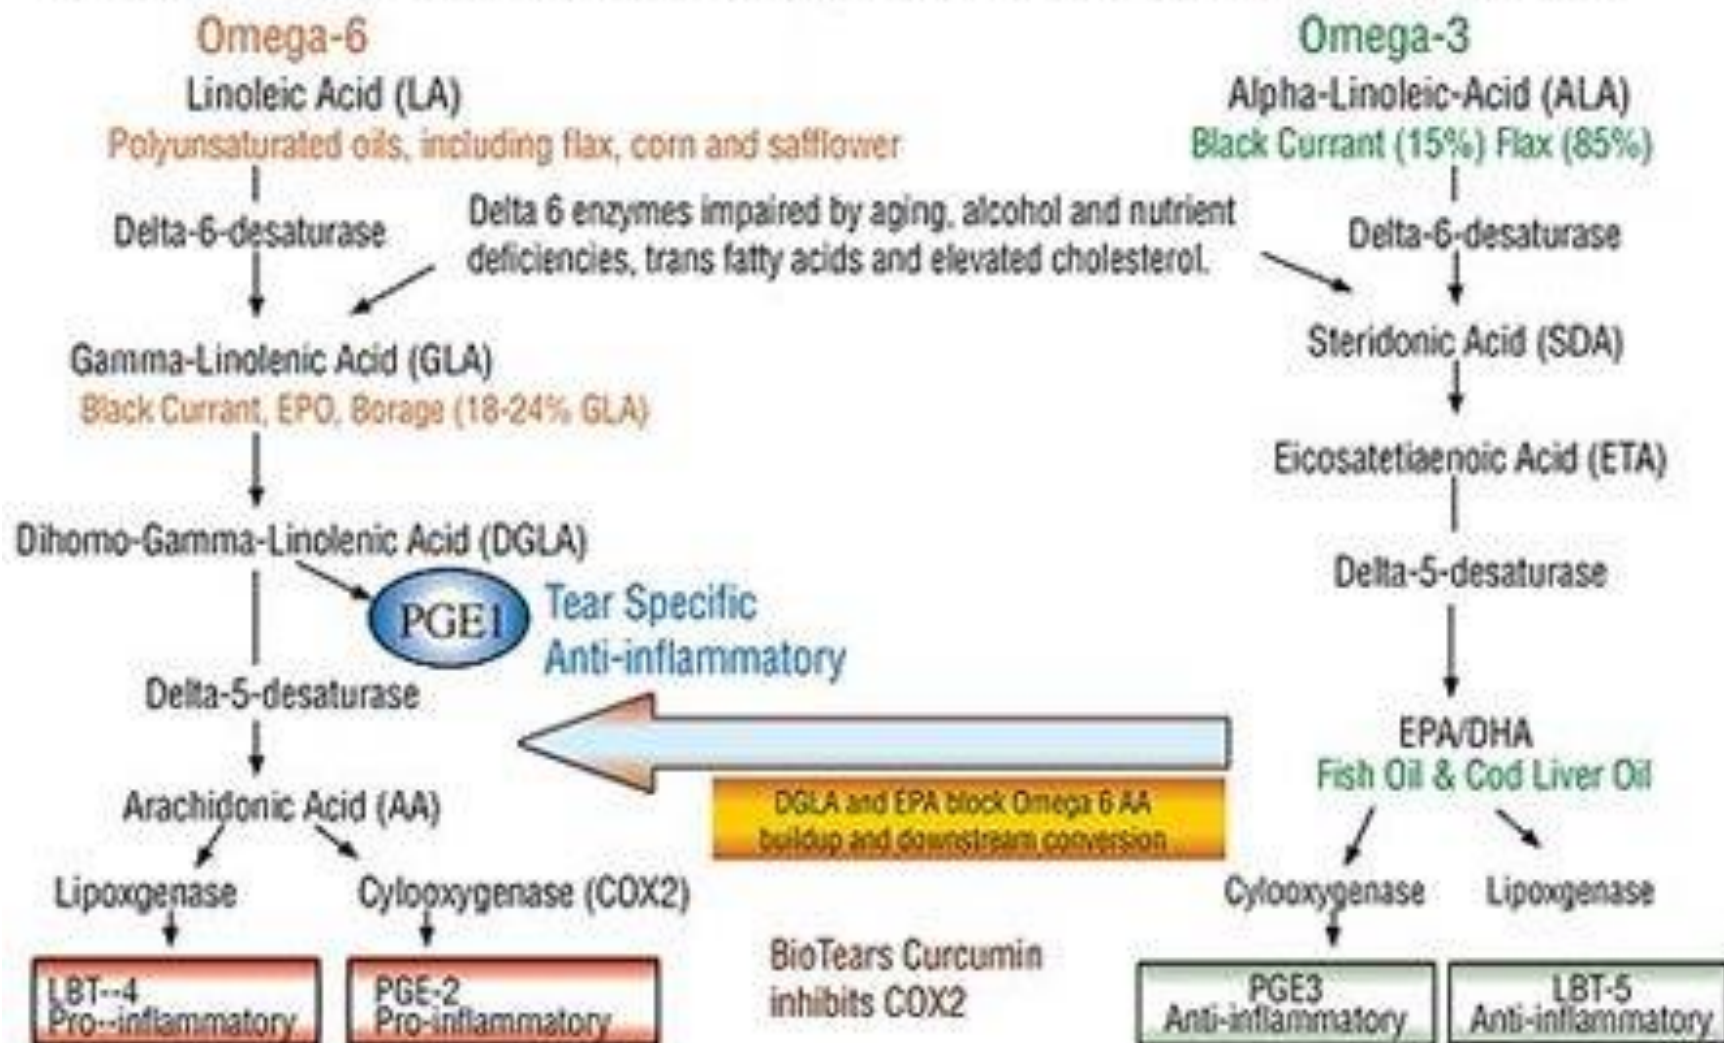 Omega-6
Linoleic Acid (LA)
Polyunsaturated oils, including flax, corn and safflower
Delta-6-desaturase
Gamma-Linolenic Acid (GLA)
Black Currant, EPO, Borage (18-24% GLA)
Dihomo-Gamma-Linolenic Acid (DGLA)
PGE1
Tear Specific
Anti-inflammatory
Delta-5-desaturase
Arachidonic Acid (AA)
Lipoxgenase
Cylooxygenase (COX2)
LBT--4
Pro--inflammatory
PGE-2
Pro-inflammatory
Delta 6 enzymes impaired by aging, alcohol and nutrient
deficiencies, trans fatty acids and elevated cholesterol.
DGLA and EPA block Omega 6 AA
buildup and downstream conversion
BioTears Curcumin
inhibits COX2
Omega-3
Alpha-Linoleic-Acid (ALA)
Black Currant (15%) Flax (85%)
Delta-6-desaturase
Steridonic Acid (SDA)
Eicosatetiaenoic Acid (ETA)
Delta-5-desaturase
EPA/DHA
Fish Oil & Cod Liver Oil
Cylooxygenase
Lipoxgenase
PGE3
Anti-inflammatory
LBT-5
Anti-inflammatory